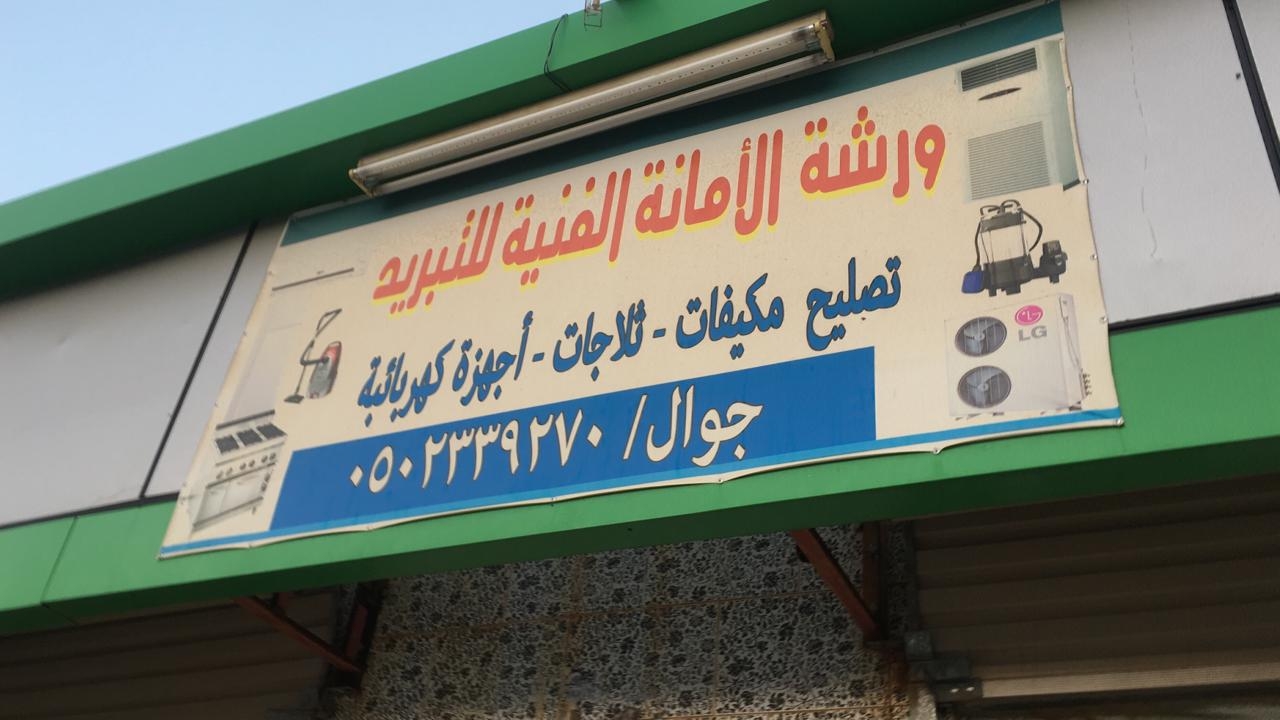 ورشة الأمانة الفنية للتبريد
تصليح مكيفات - ثلاجات - أجهزة كهربائية
جوال/ ٠٥٠٢٣٣٩٢٧٠
LG